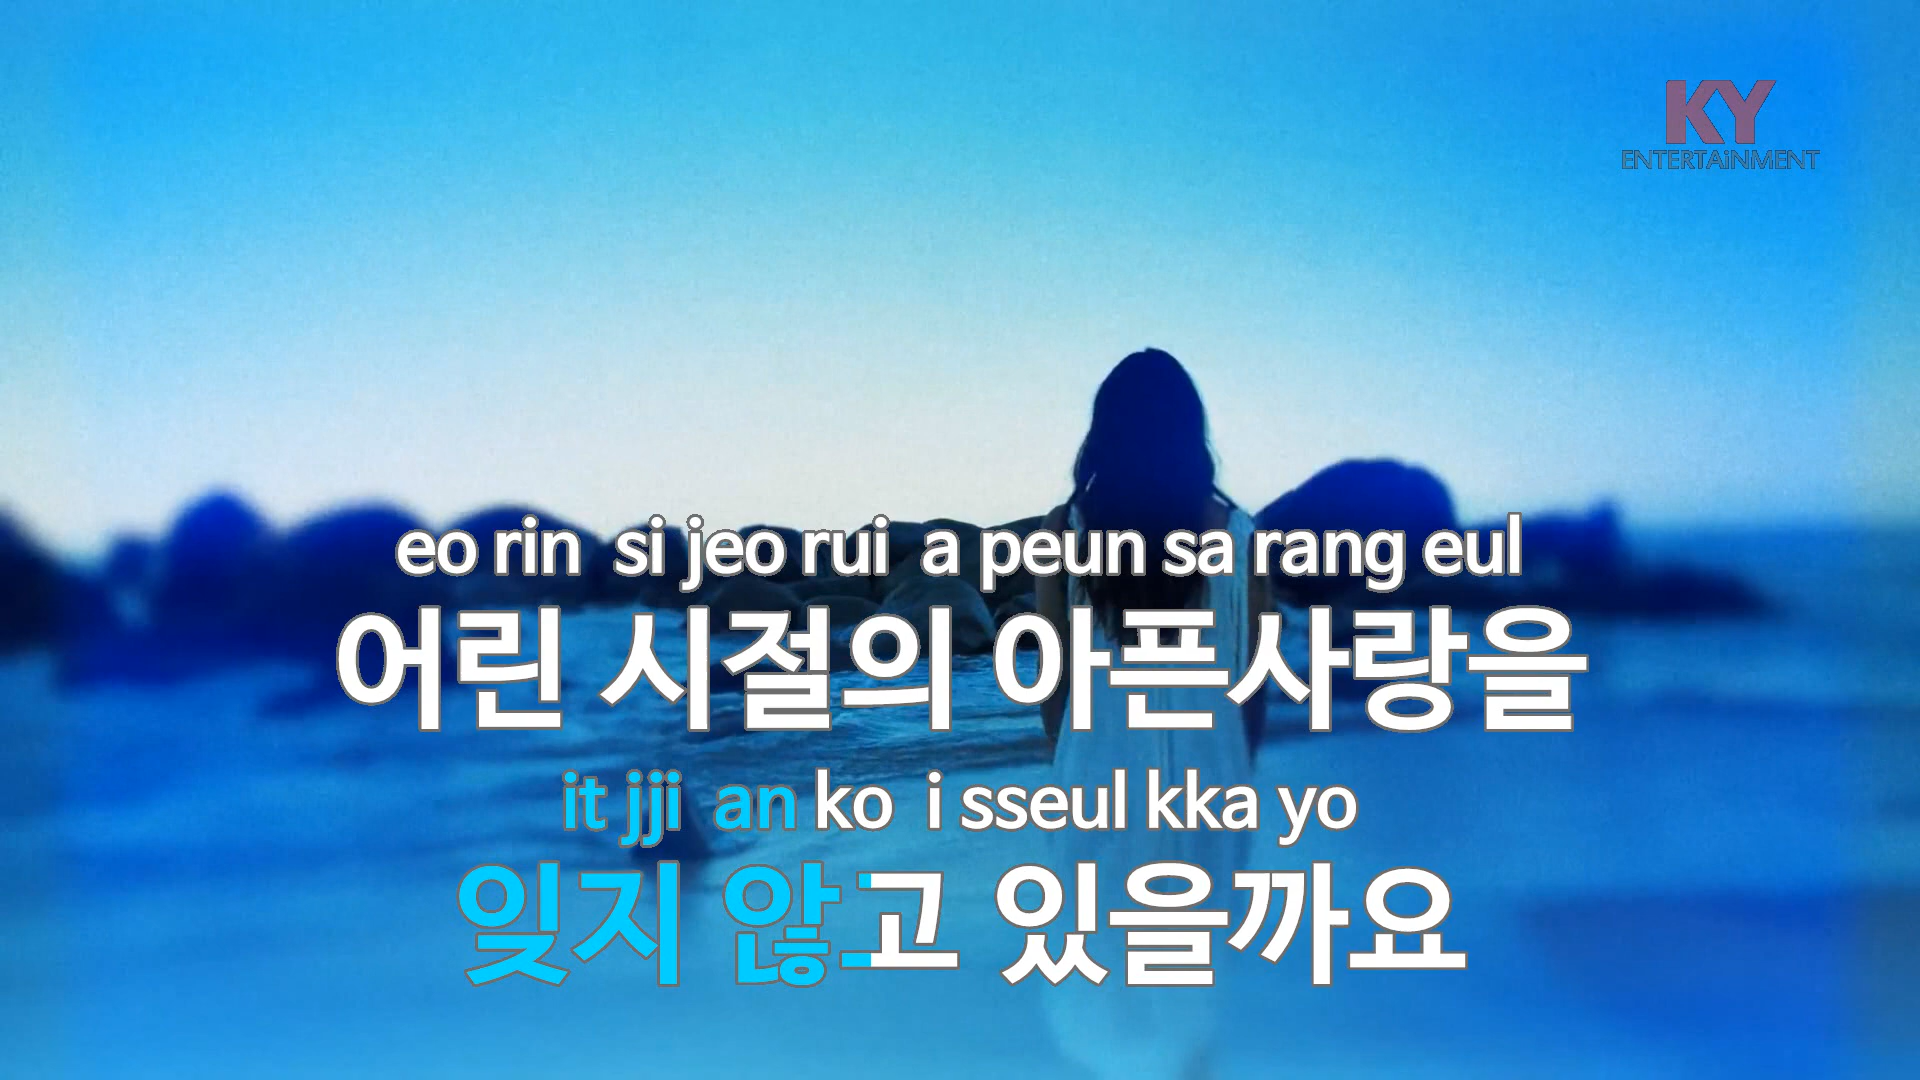 KY
ENTERTAiNMENT
eo rin si jeo rui a peun sa rang eul
어린 시절의 아픈사랑을
it jji an ko i sseul kka yo
잊지 않고 있을까요